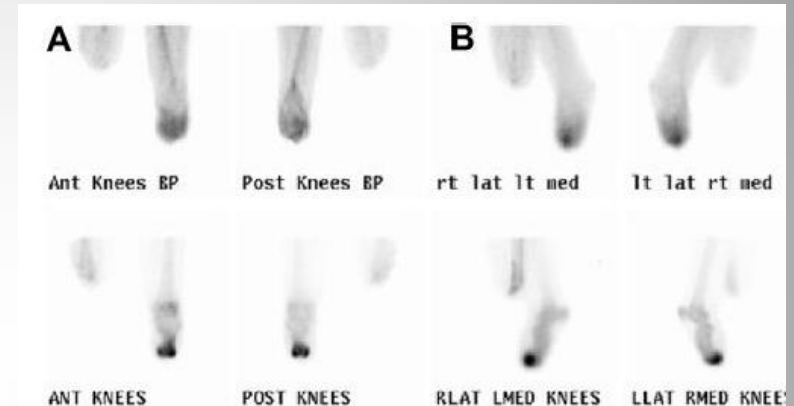 A
B
Ant Knees BP
Post Knees BP
rt lat lt med
lt lat rt med
ANT KNEES
POST KNEES
RLAT LMED KNEES
LLAT RMED KNEES